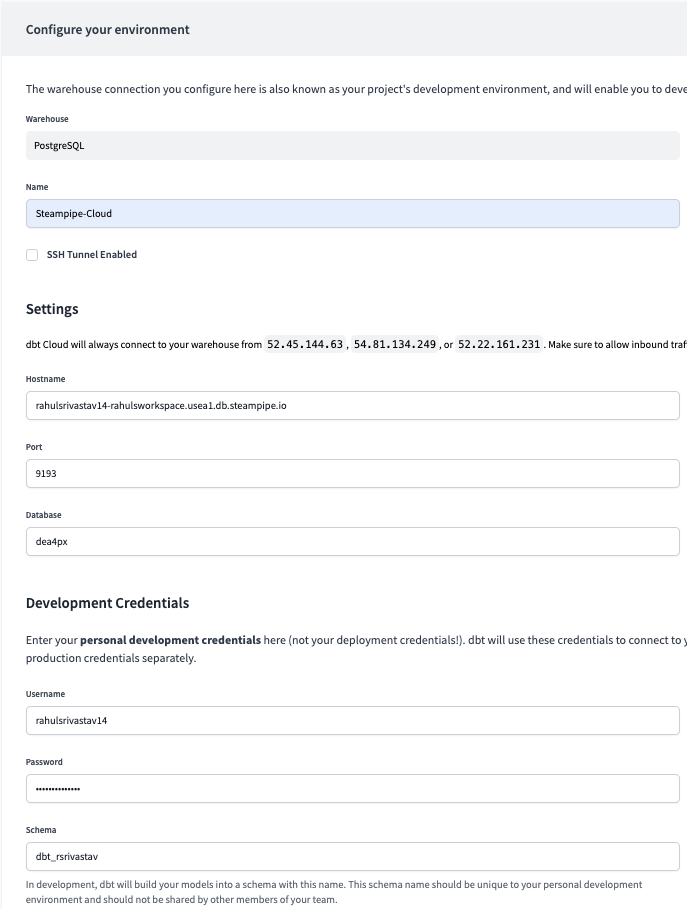 Configure your environment
The warehouse connection you configure here is also known as your project's development environment, and will enable you to deve
Warehouse
PostgreSQL
Name
Steampipe-Cloud
SSH Tunnel Enabled
Settings
dbt Cloud will always connect to your warehouse from 52.45.144.63, 54.81.134.249, or 52.22.161.231. Make sure to allow inbound traf
Hostname
rahulsrivastav14-rahulsworkspace.usea1.db.steampipe.io
Port
9193
Database
dea4px
Development Credentials
Enter your personal development credentials here (not your deployment credentials!). dbt will use these credentials to connect to y
production credentials separately.
Username
rahulsrivastav14
Password
••••••••••••••
Schema
dbt_rsrivastav
In development, dbt will build your models into a schema with this name. This schema name should be unique to your personal development
environment and should not be shared by other members of your team.